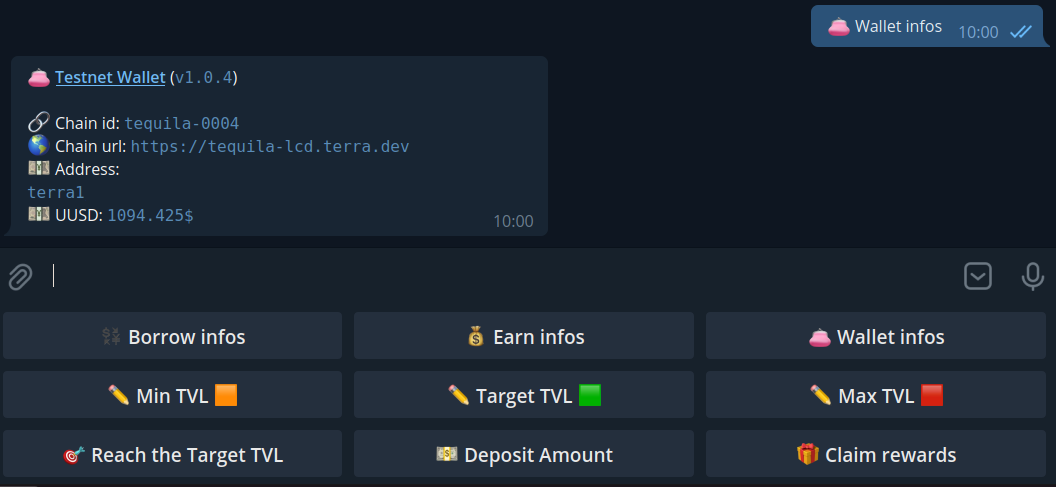 👛 Wallet infos 10:00
👛 Testnet Wallet (v1.0.4)
🔗 Chain id: tequila-0004
🌎 Chain url: https://tequila-lcd.terra.dev
💵 Address:
terra1
💵 UUSD: 1094.425$ 10:00
💱 Borrow infos 💰 Earn infos 👛 Wallet infos
✏️ Min TVL 🟧 ✏️ Target TVL 🟩 ✏️ Max TVL 🟥
🎯 Reach the Target TVL 💵 Deposit Amount 🎁 Claim rewards